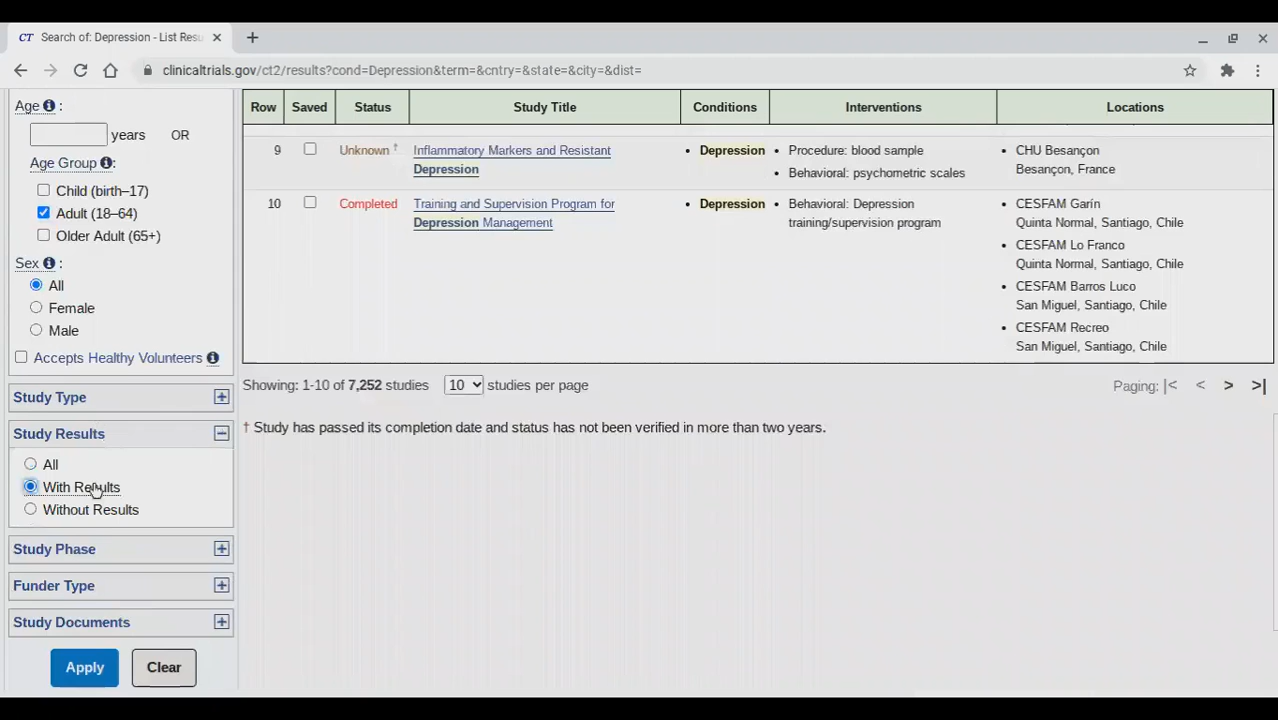 CT Search of: Depression - List Resu
clinicaltrials.gov/ct2/results?cond=Depression&term=&cntry=&state=&city=&dist=
Age :
years OR
Age Group :
Child (birth–17)
Adult (18–64)
Older Adult (65+)
Sex :
All
Female
Male
Accepts Healthy Volunteers
Study Type
Study Results
All
With Results
Without Results
Study Phase
Funder Type
Study Documents
Apply Clear
Row Saved Status Study Title Conditions Interventions Locations
9 Unknown † Inflammatory Markers and Resistant Depression • Depression • Procedure: blood sample • CHU Besançon
• Behavioral: psychometric scales Besançon, France
10 Completed Training and Supervision Program for Depression Management • Depression • Behavioral: Depression training/supervision program • CESFAM Garín
Quinta Normal, Santiago, Chile
• CESFAM Lo Franco
Quinta Normal, Santiago, Chile
• CESFAM Barros Luco
San Miguel, Santiago, Chile
• CESFAM Recreo
San Miguel, Santiago, Chile
Showing: 1-10 of 7,252 studies 10 studies per page Paging: |< < > >|
† Study has passed its completion date and status has not been verified in more than two years.